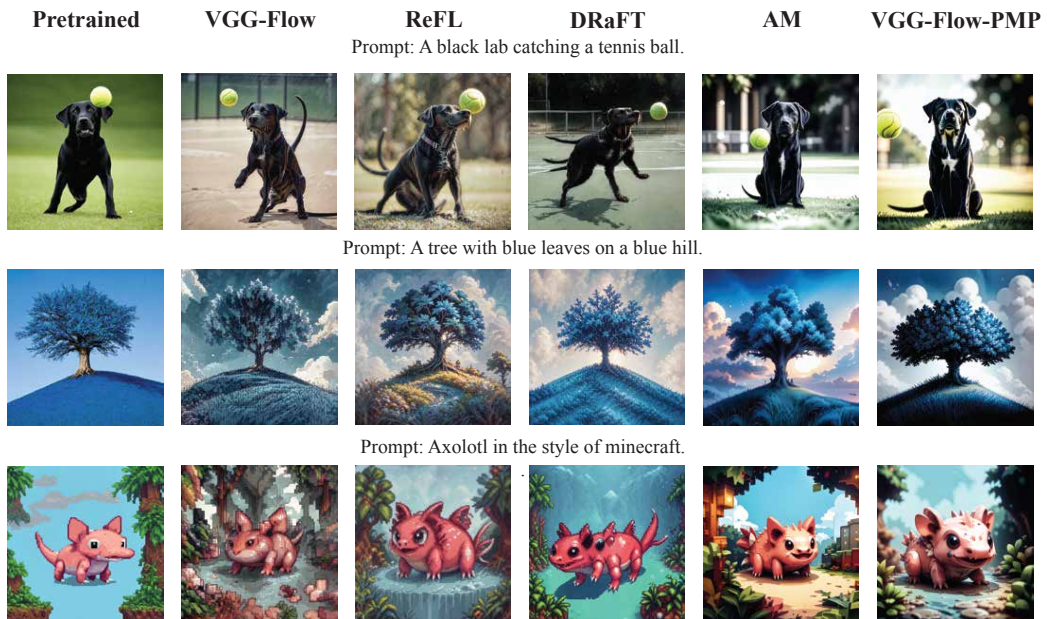 Pretrained VGG-Flow ReFL DRaFT AM VGG-Flow-PMP
Prompt: A black lab catching a tennis ball.
Prompt: A tree with blue leaves on a blue hill.
Prompt: Axolotl in the style of minecraft.